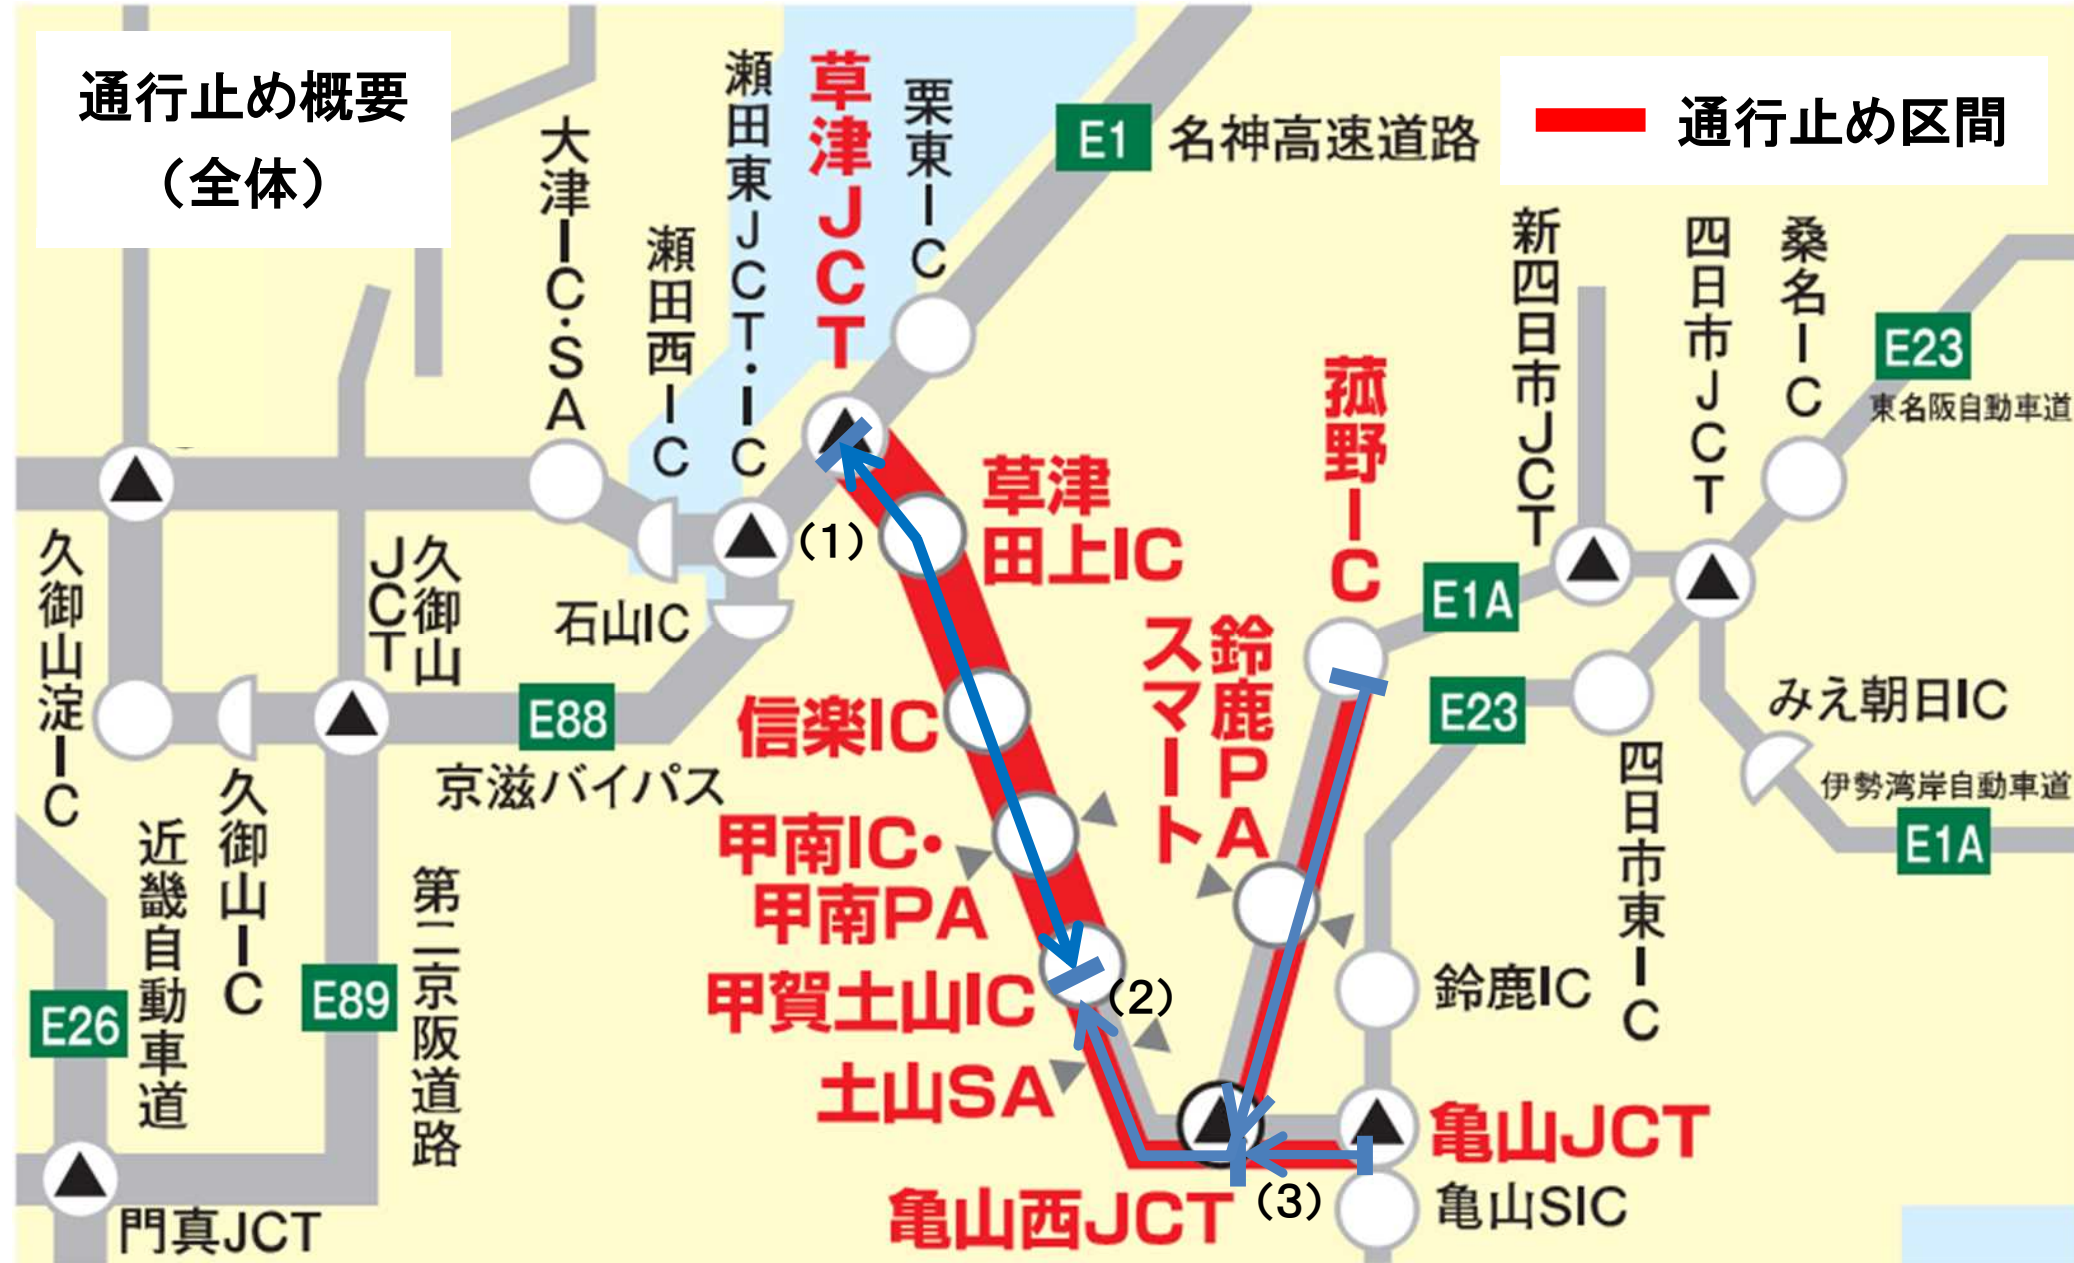 通行止め概要
（全体）
通行止め区間
E1
名神高速道路
大津IC・SA
瀬田西IC
瀬田東JCT・IC
草津JCT
栗東IC
新四日市JCT
四日市JCT
桑名IC
E23
東名阪自動車道
菰野IC
E1A
草津
田上IC
（1）
石山IC
久御山淀IC
久御山
JCT
E88
京滋バイパス
信楽IC
鈴鹿PA
スマート
E23
みえ朝日IC
伊勢湾岸自動車道
E1A
四日市東IC
久御山IC
近畿自動車道
E26
E89
第二京阪道路
甲南IC・
甲南PA
甲賀土山IC
（2）
土山SA
鈴鹿IC
亀山JCT
亀山西JCT
（3）
亀山SIC
門真JCT